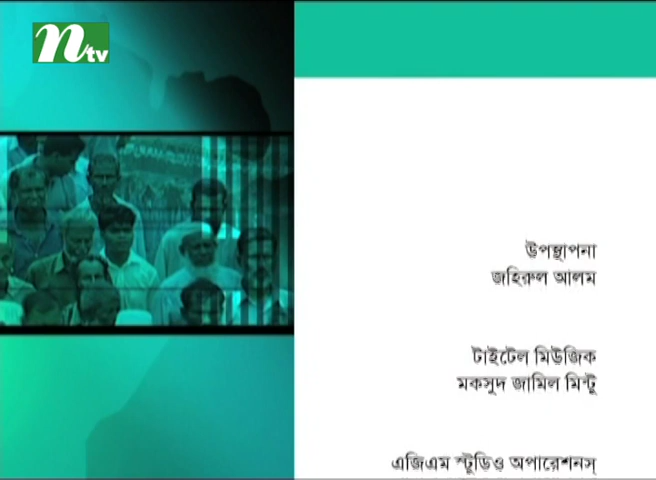 ntv
উপস্থাপনা
জহিরুল আলম
টাইটেল মিউজিক
মকসুদ জামিল মিন্টু
এজিএম স্টুডিও অপারেশনস্